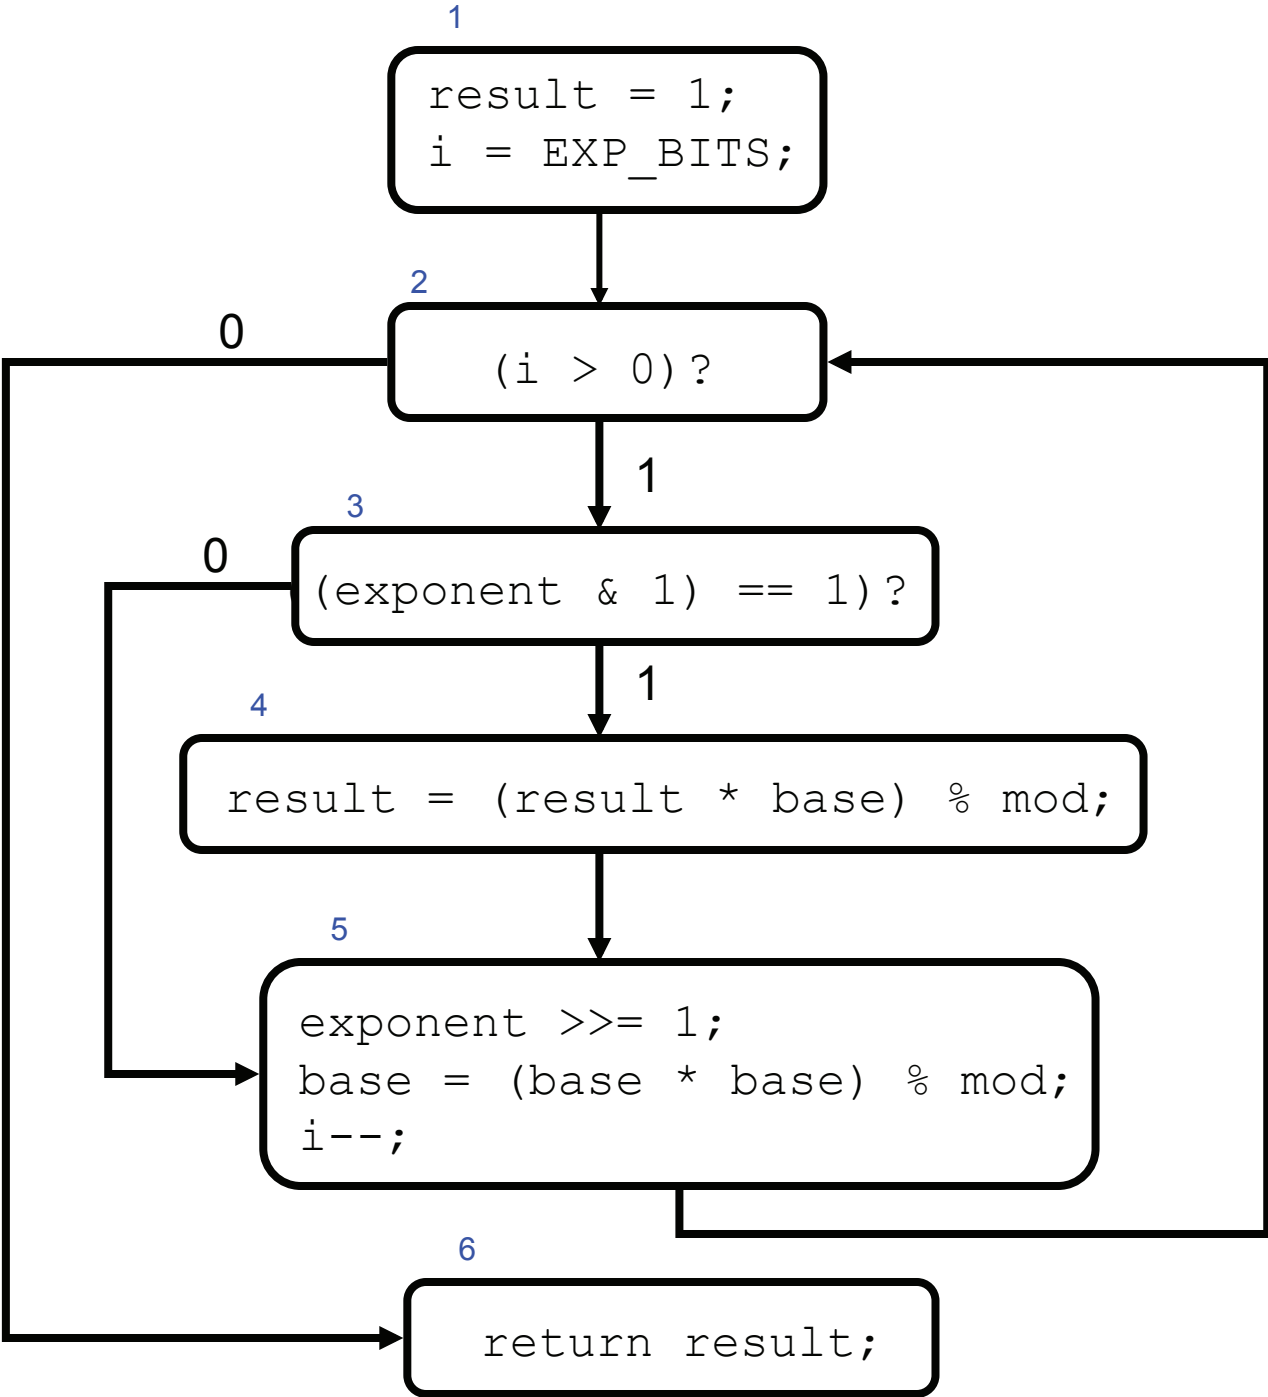 1
result = 1;
i = EXP_BITS;
2
0
(i > 0)?
1
3
0
(exponent & 1) == 1)?
1
4
result = (result * base) % mod;
5
exponent >>= 1;
base = (base * base) % mod;
i--;
6
return result;